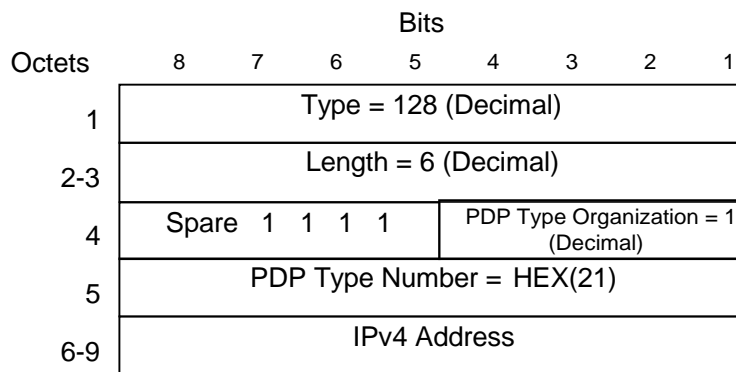 Bits
Octets 8 7 6 5 4 3 2 1
1 Type = 128 (Decimal)
2-3 Length = 6 (Decimal)
4 Spare 1 1 1 1 PDP Type Organization = 1
(Decimal)
5 PDP Type Number = HEX(21)
6-9 IPv4 Address